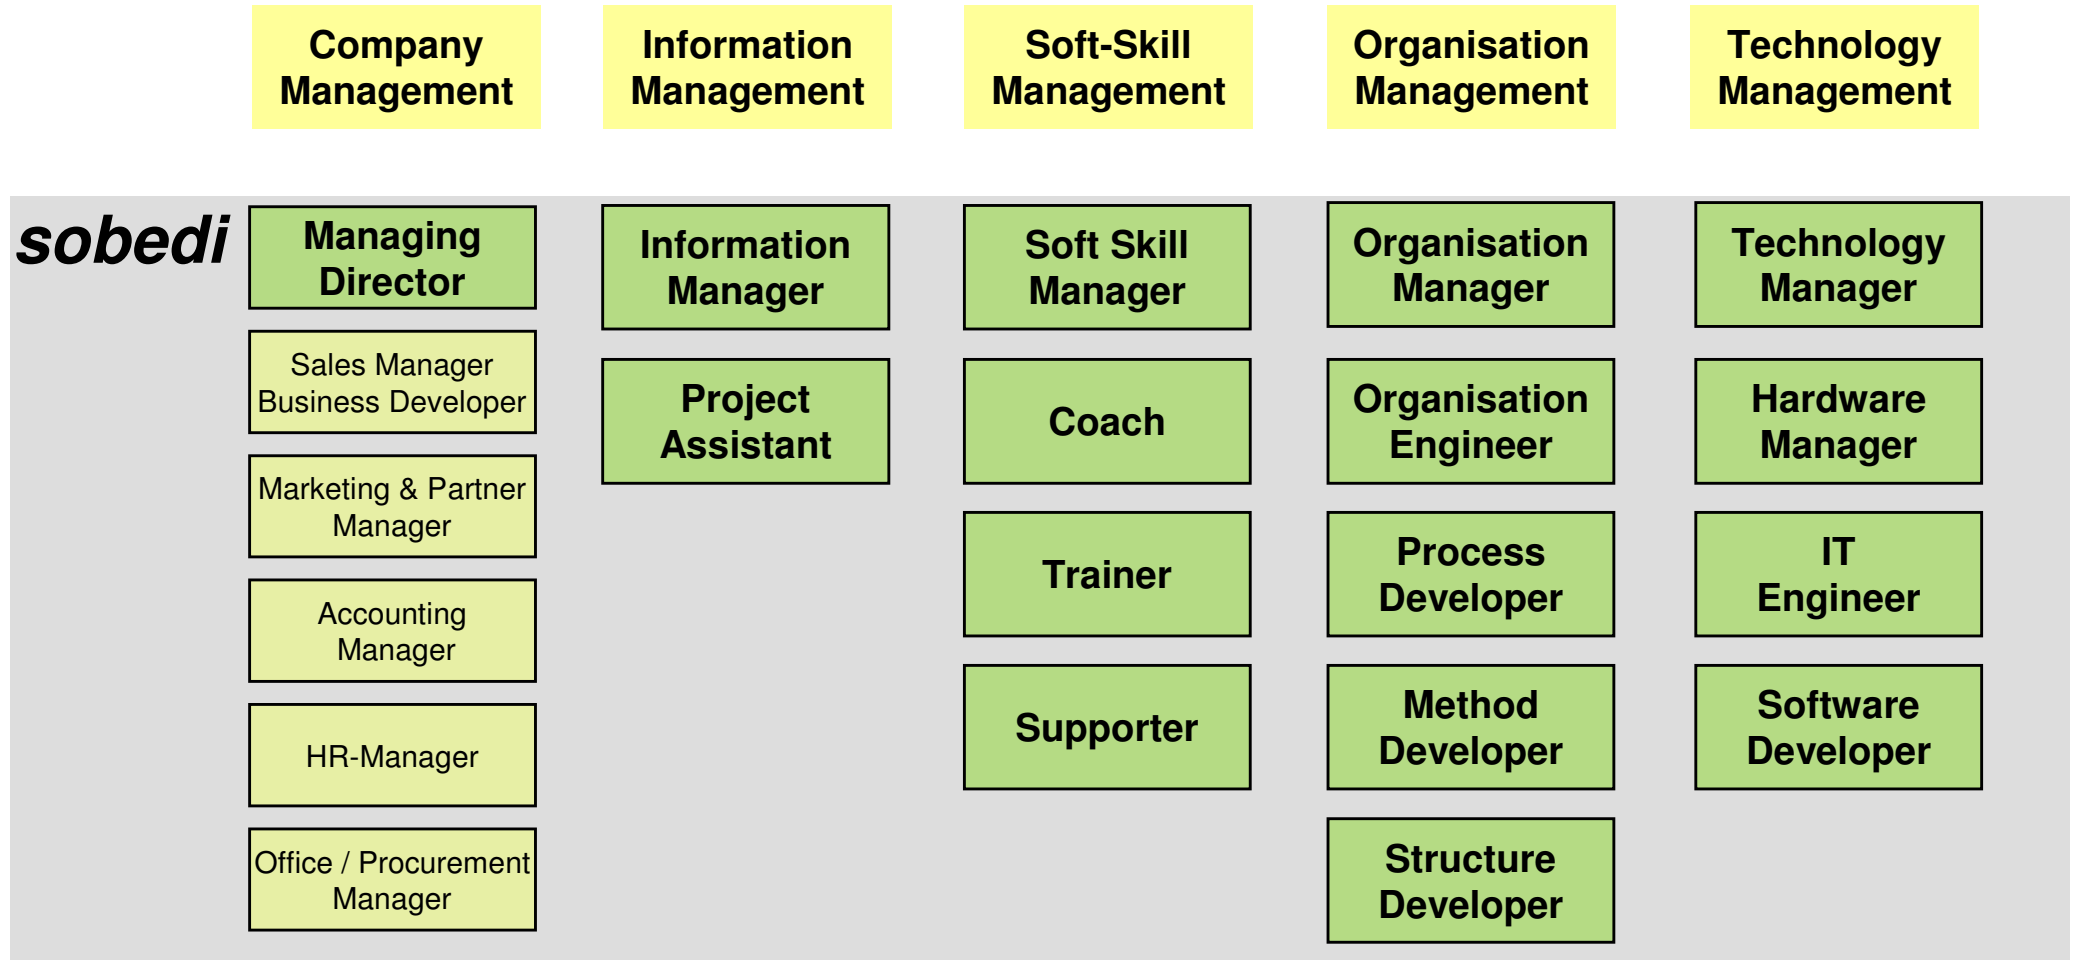 Company
Management
Information
Management
Soft-Skill
Management
Organisation
Management
Technology
Management
sobedi
Managing
Director
Sales Manager
Business Developer
Marketing & Partner
Manager
Accounting
Manager
HR-Manager
Office / Procurement
Manager
Information
Manager
Project
Assistant
Soft Skill
Manager
Coach
Trainer
Supporter
Organisation
Manager
Organisation
Engineer
Process
Developer
Method
Developer
Structure
Developer
Technology
Manager
Hardware
Manager
IT
Engineer
Software
Developer